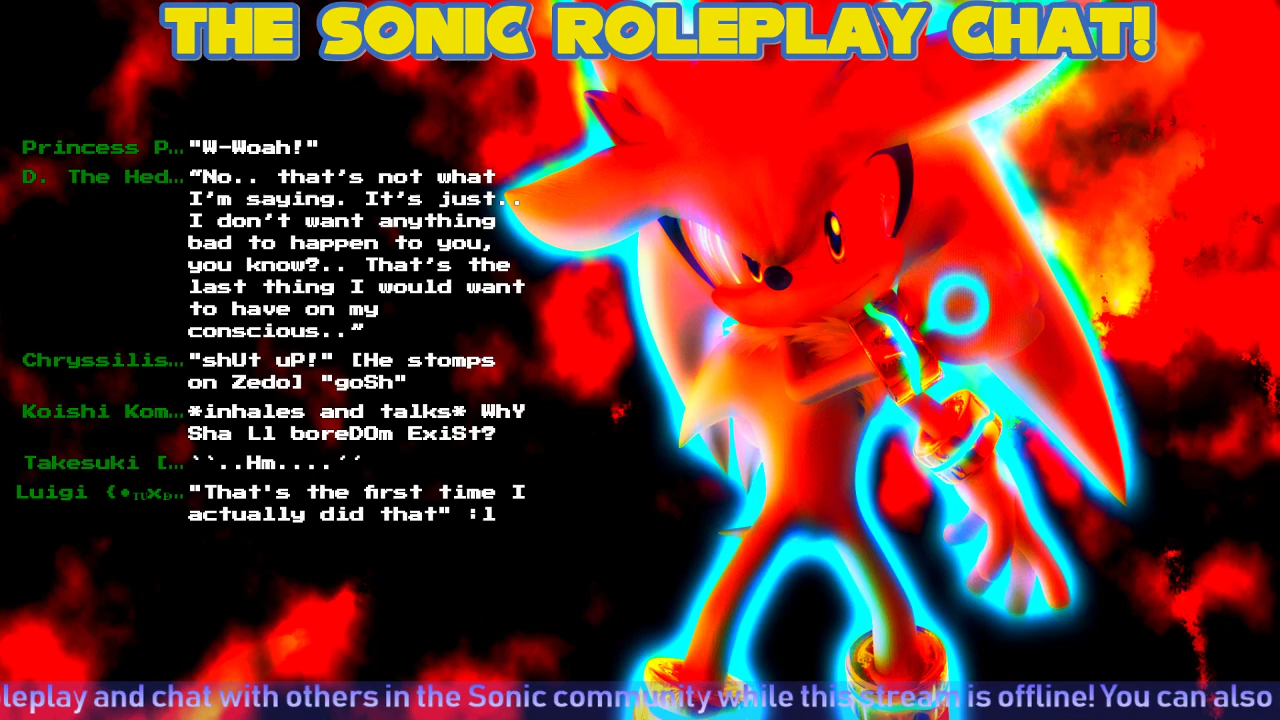 THE SONIC ROLEPLAY CHAT!
Princess P… "W-Woah!"
D. The Hed… “No.. that’s not what
I’m saying. It’s just..
I don’t want anything
bad to happen to you,
you know?.. That’s the
last thing I would want
to have on my
conscious..”
Chryssilis… "shUt uP!" [He stomps
on Zedo] "goSh"
Koishi Kom… *inhales and talks* WhY
Sha Ll boreDOm ExiSt?
Takesuki [… ``..Hm....´´
Luigi "That's the first time I
actually did that" :l
leplay and chat with others in the Sonic community while this stream is offline! You can also